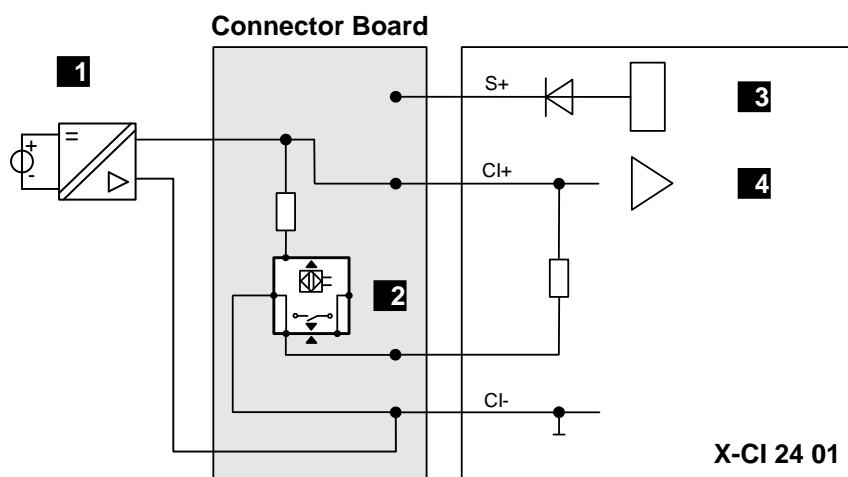 Connector Board
1
S+
3
=
+
-
CI+
4
2
CI-
X-CI 24 01